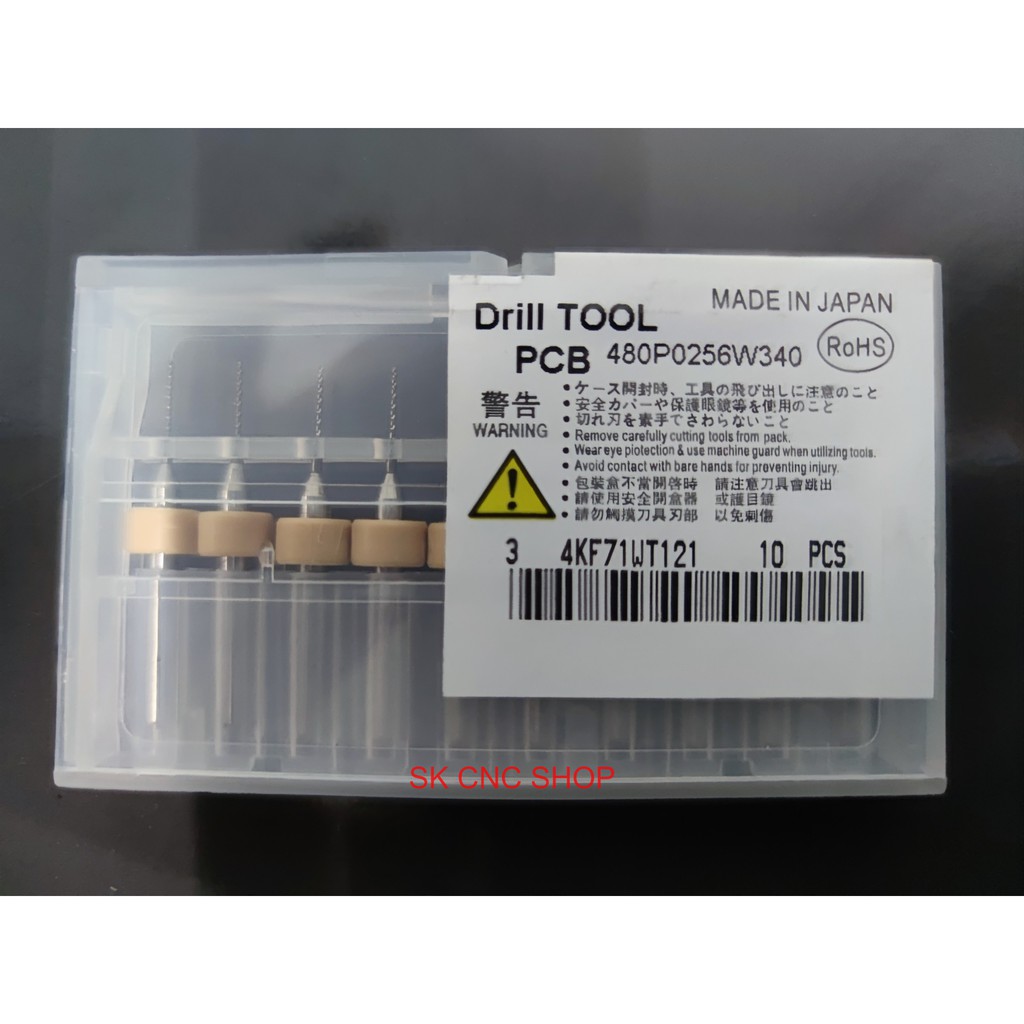 MADE IN JAPAN
Drill TOOL
PCB 480P0256W340 RoHS
警告
WARNING
•ケース開封時、工具の飛び出しに注意のこと
•安全カバーや保護眼鏡等を使用のこと
•切れ刃を素手でさわらないこと
•Remove carefully cutting tools from pack.
•Wear eye piotection & use machine guard when utilizing tools.
•Avoid contact with bare hands for preventing injury.
•包裝盒不當開啓時 請注意刀具會跳出
•請使用安全開盒器 或護目鏡
•請勿觸摸刀具刃部 以免刺傷
3 4KF71WT121 10 PCS
SK CNC SHOP